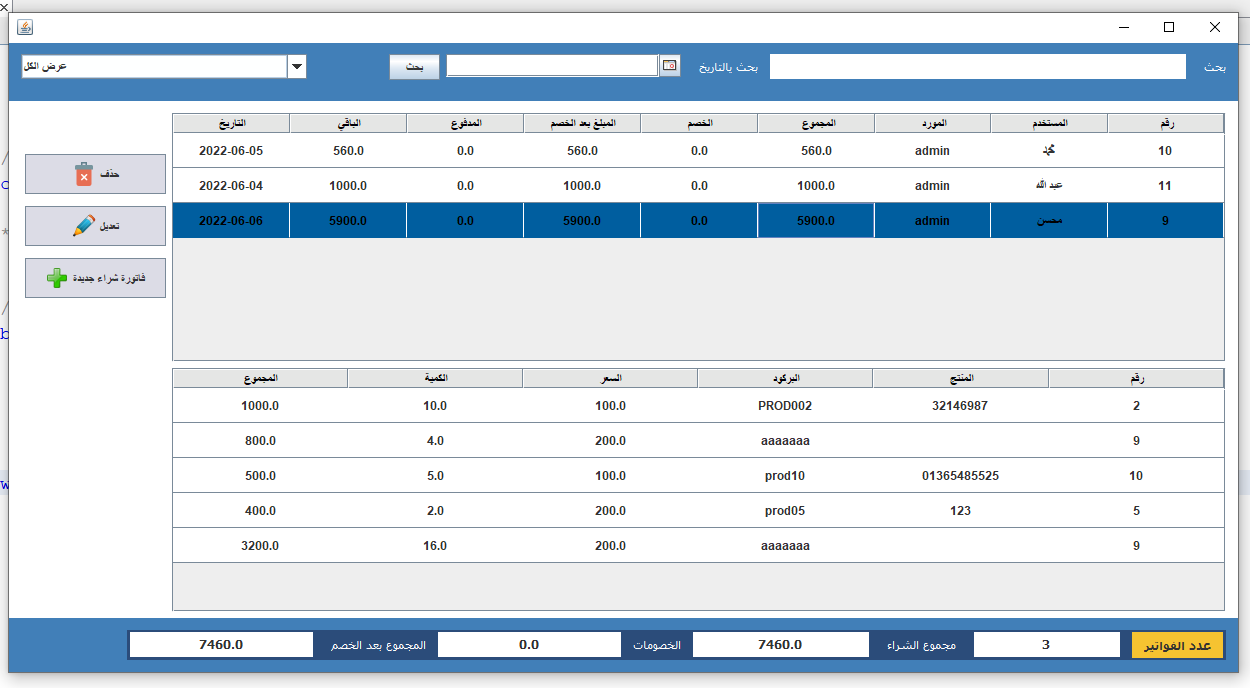 بحث بحث بالتاريخ بحث عرض الكل
رقم المستخدم المورد المجموع الخصم المبلغ بعد الخصم المدفوع الباقي التاريخ
10 محمد admin 560.0 0.0 560.0 0.0 560.0 2022-06-05
11 عبد الله admin 1000.0 0.0 1000.0 0.0 1000.0 2022-06-04
9 محسن admin 5900.0 0.0 5900.0 0.0 5900.0 2022-06-06
حذف
تعديل
فاتورة شراء جديدة
رقم المنتج البركود السعر الكمية المجموع
2 32146987 PROD002 100.0 10.0 1000.0
9 aaaaaaa 200.0 4.0 800.0
10 01365485525 prod10 100.0 5.0 500.0
5 123 prod05 200.0 2.0 400.0
9 aaaaaaa 200.0 16.0 3200.0
عدد الفواتير 3 مجموع الشراء 7460.0 الخصومات 0.0 المجموع بعد الخصم 7460.0